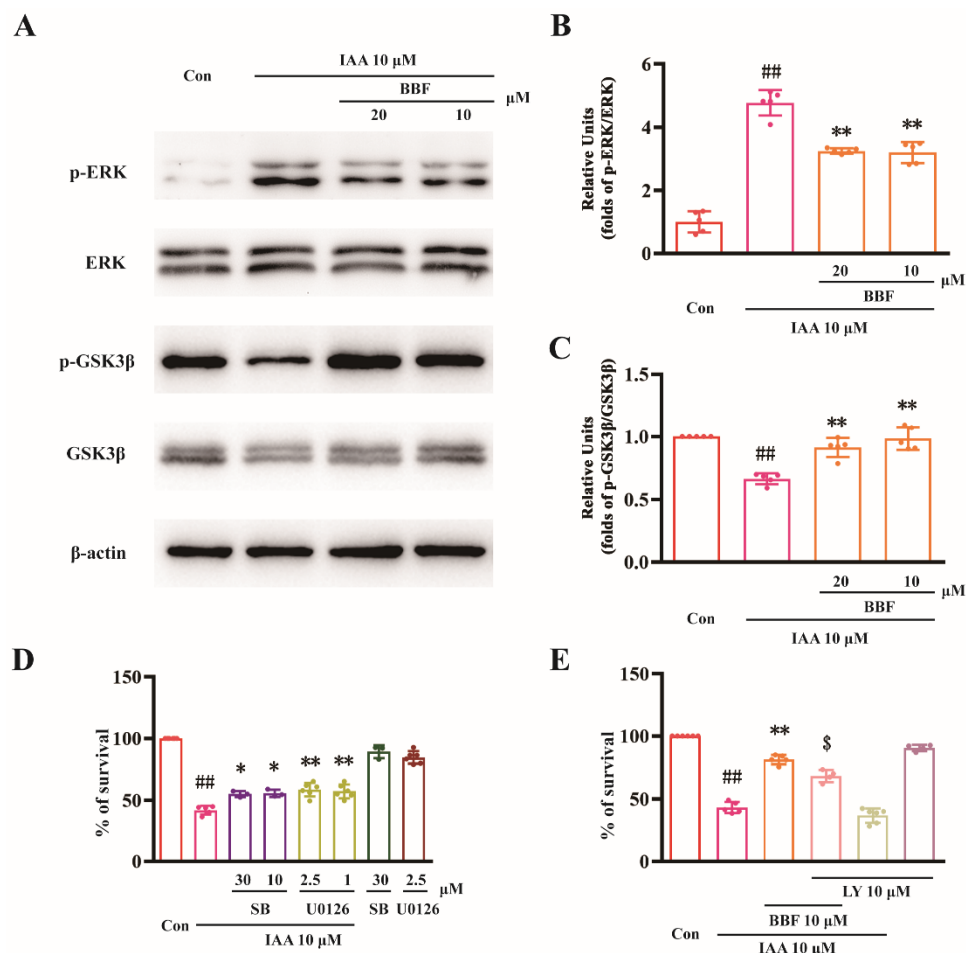 A
Con
IAA 10 μM
BBF
μM
20 10
p-ERK
ERK
p-GSK3β
GSK3β
β-actin
B
Relative Units
(folds of p-ERK/ERK)
6
4
2
0
##
**
**
20 10
μM
BBF
Con
IAA 10 μM
C
Relative Units
(folds of p-GSK3β/GSK3β)
1.5
1.0
0.5
0.0
##
**
**
20 10
μM
BBF
Con
IAA 10 μM
D
% of survival
150
100
50
0
##
*
*
**
**
30 10 2.5 1 30 2.5
μM
SB U0126 SB U0126
Con
IAA 10 μM
E
% of survival
150
100
50
0
##
**
$
LY 10 μM
BBF 10 μM
Con
IAA 10 μM